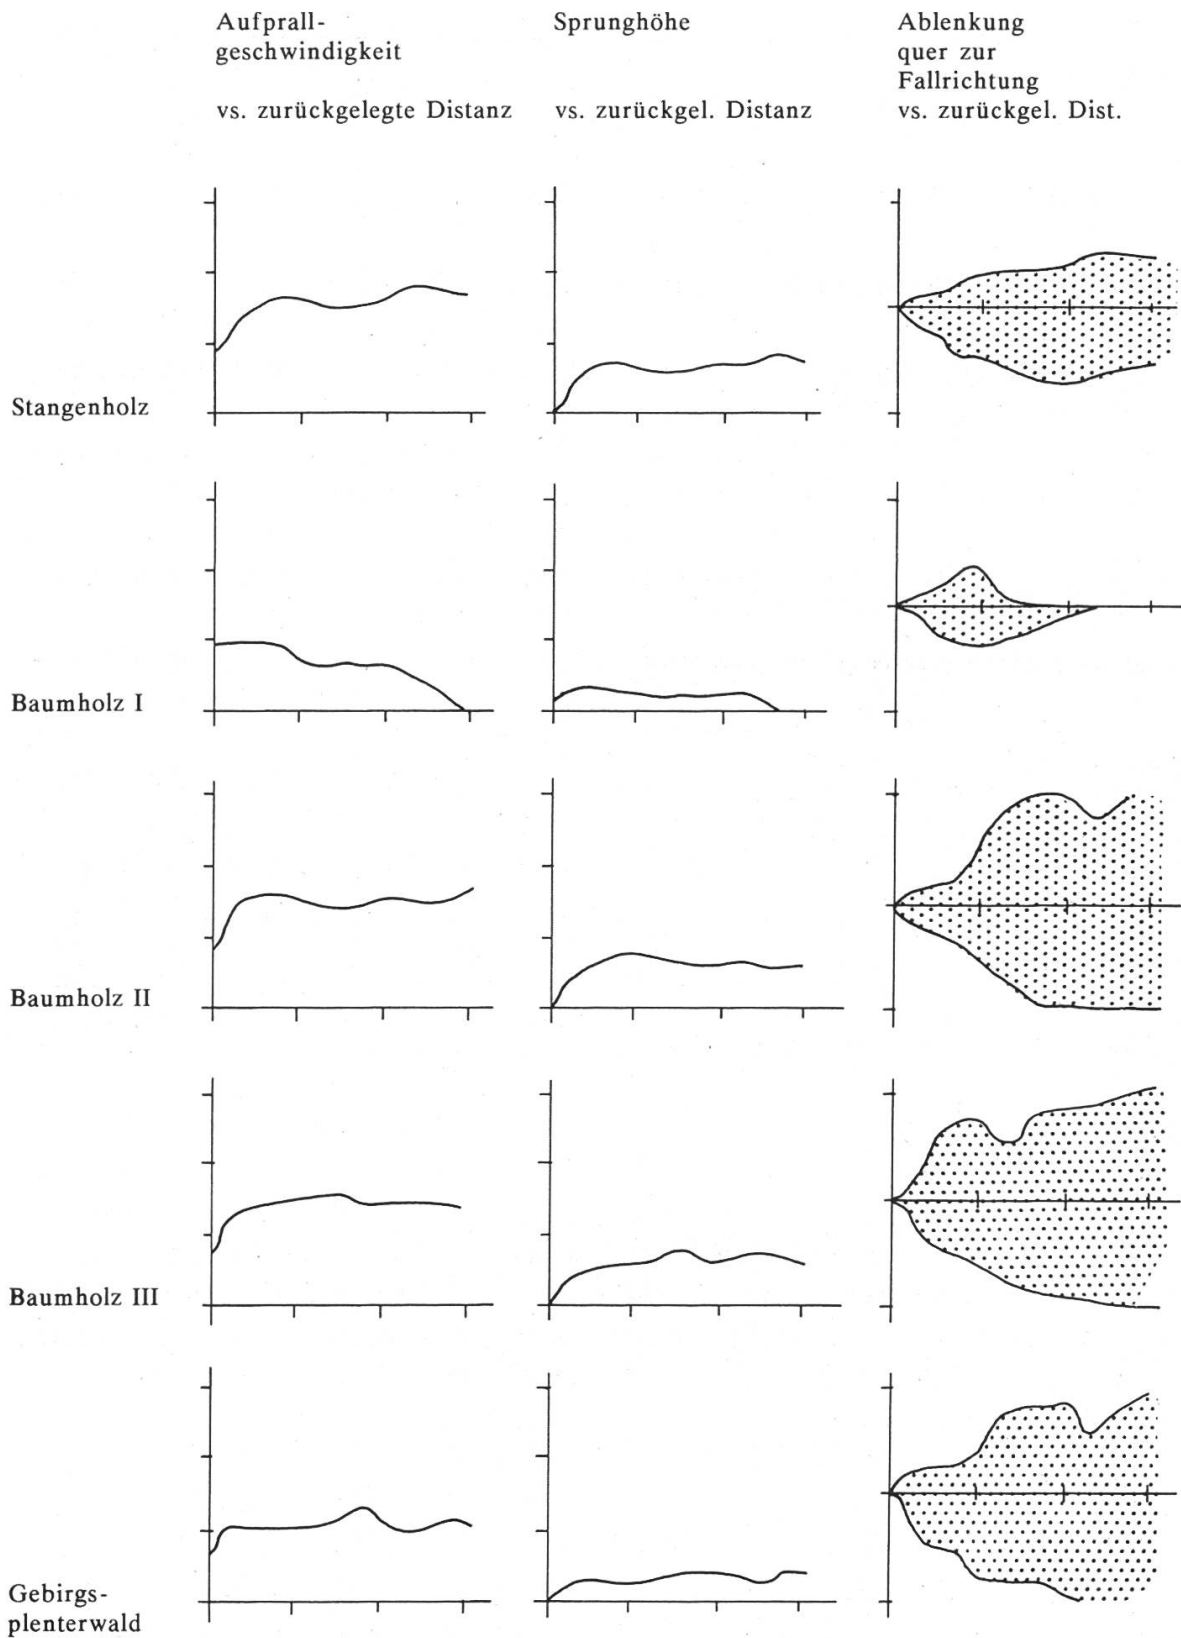 Aufprall-
geschwindigkeit
vs. zurückgelegte Distanz
Sprunghöhe
vs. zurückgel. Distanz
Ablenkung
quer zur
Fallrichtung
vs. zurückgel. Dist.
Stangenholz
Baumholz I
Baumholz II
Baumholz III
Gebirgs-
plenterwald